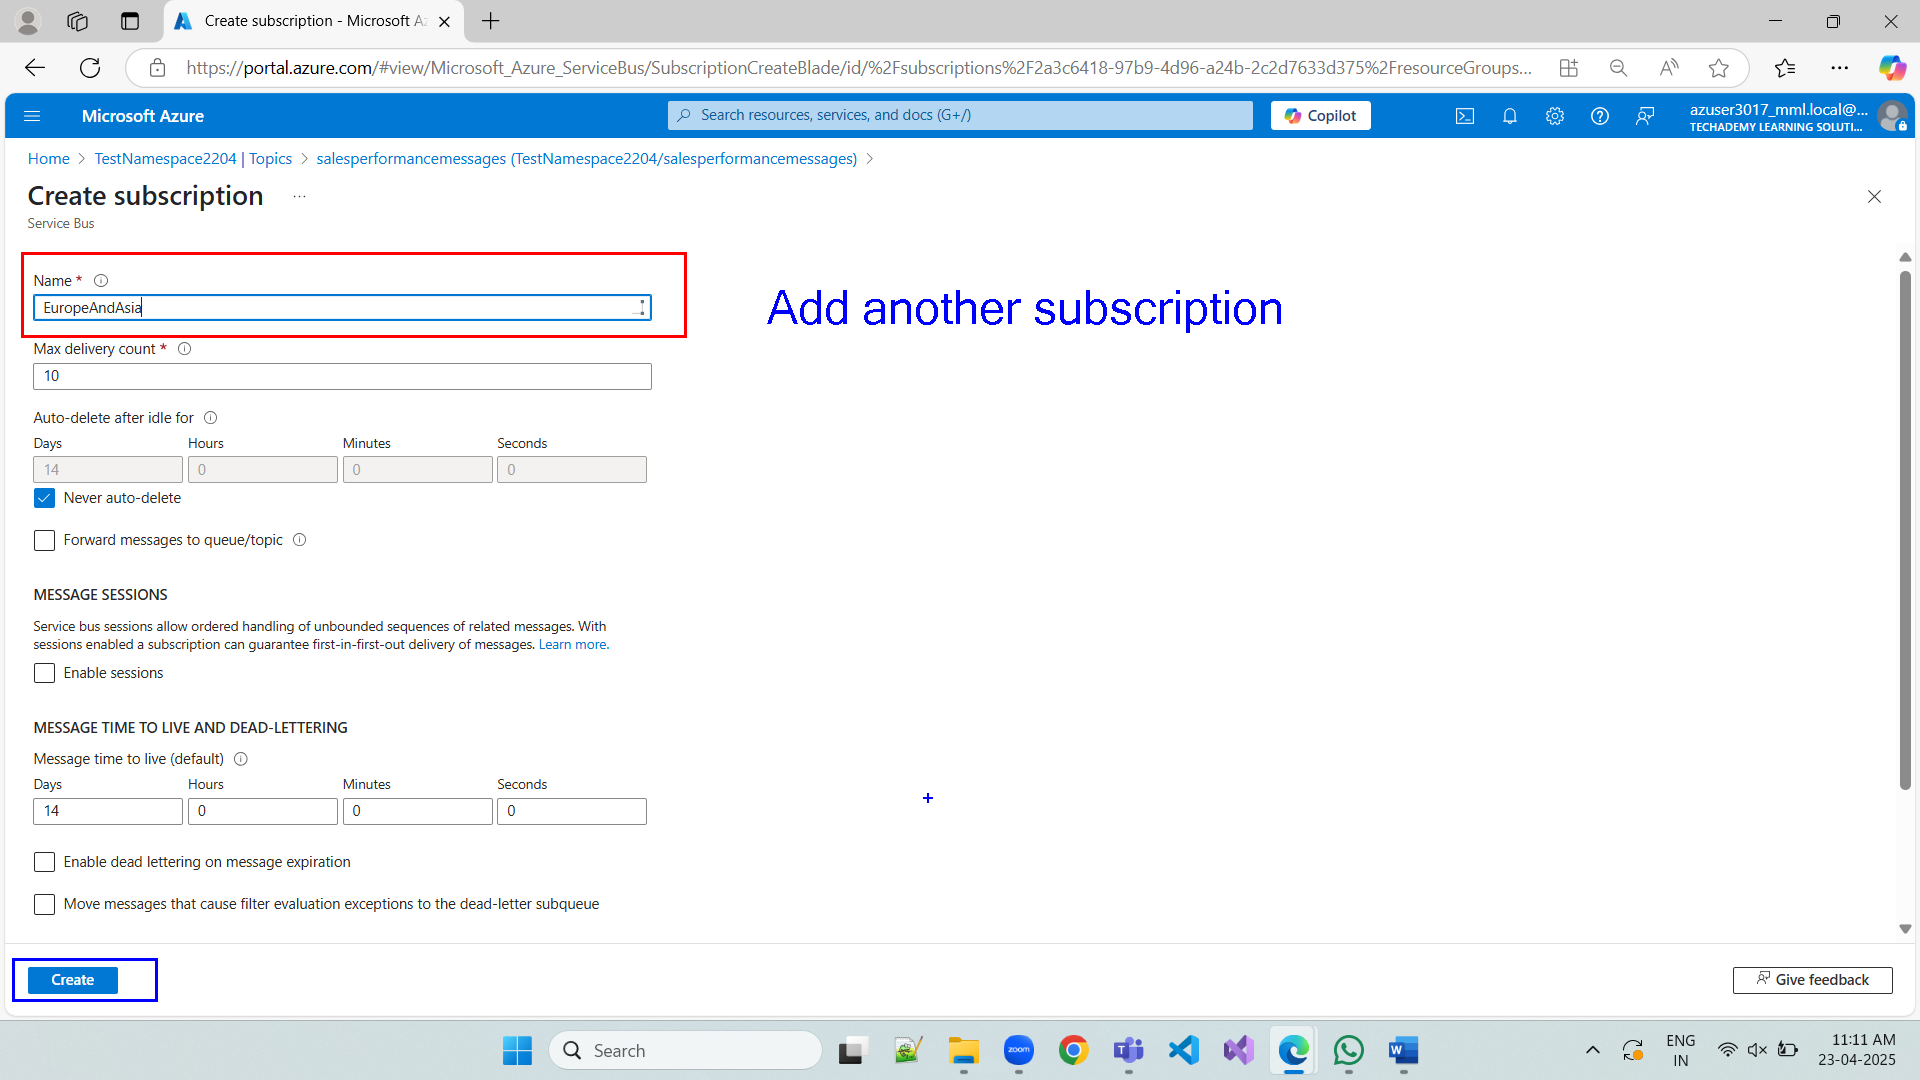 Create subscription - Microsoft Az
https://portal.azure.com/#view/Microsoft_Azure_ServiceBus/SubscriptionCreateBlade/id/%2Fsubscriptions%2F2a3c6418-97b9-4d96-a24b-2c2d7633d375%2FresourceGroups...
Microsoft Azure
Search resources, services, and docs (G+/)
Copilot
azuser3017_mml.local@...
TECHADEMY LEARNING SOLUTI...
Home > TestNamespace2204 | Topics > salesperformancemessages (TestNamespace2204/salesperformancemessages) >
Create subscription ...
Service Bus
Name *
EuropeAndAsia
Add another subscription
Max delivery count *
10
Auto-delete after idle for
Days Hours Minutes Seconds
14 0 0 0
Never auto-delete
Forward messages to queue/topic
MESSAGE SESSIONS
Service bus sessions allow ordered handling of unbounded sequences of related messages. With
sessions enabled a subscription can guarantee first-in-first-out delivery of messages. Learn more.
Enable sessions
MESSAGE TIME TO LIVE AND DEAD-LETTERING
Message time to live (default)
Days Hours Minutes Seconds
14 0 0 0
Enable dead lettering on message expiration
Move messages that cause filter evaluation exceptions to the dead-letter subqueue
Create
Give feedback
Search
zoom
ENG
IN
11:11 AM
23-04-2025